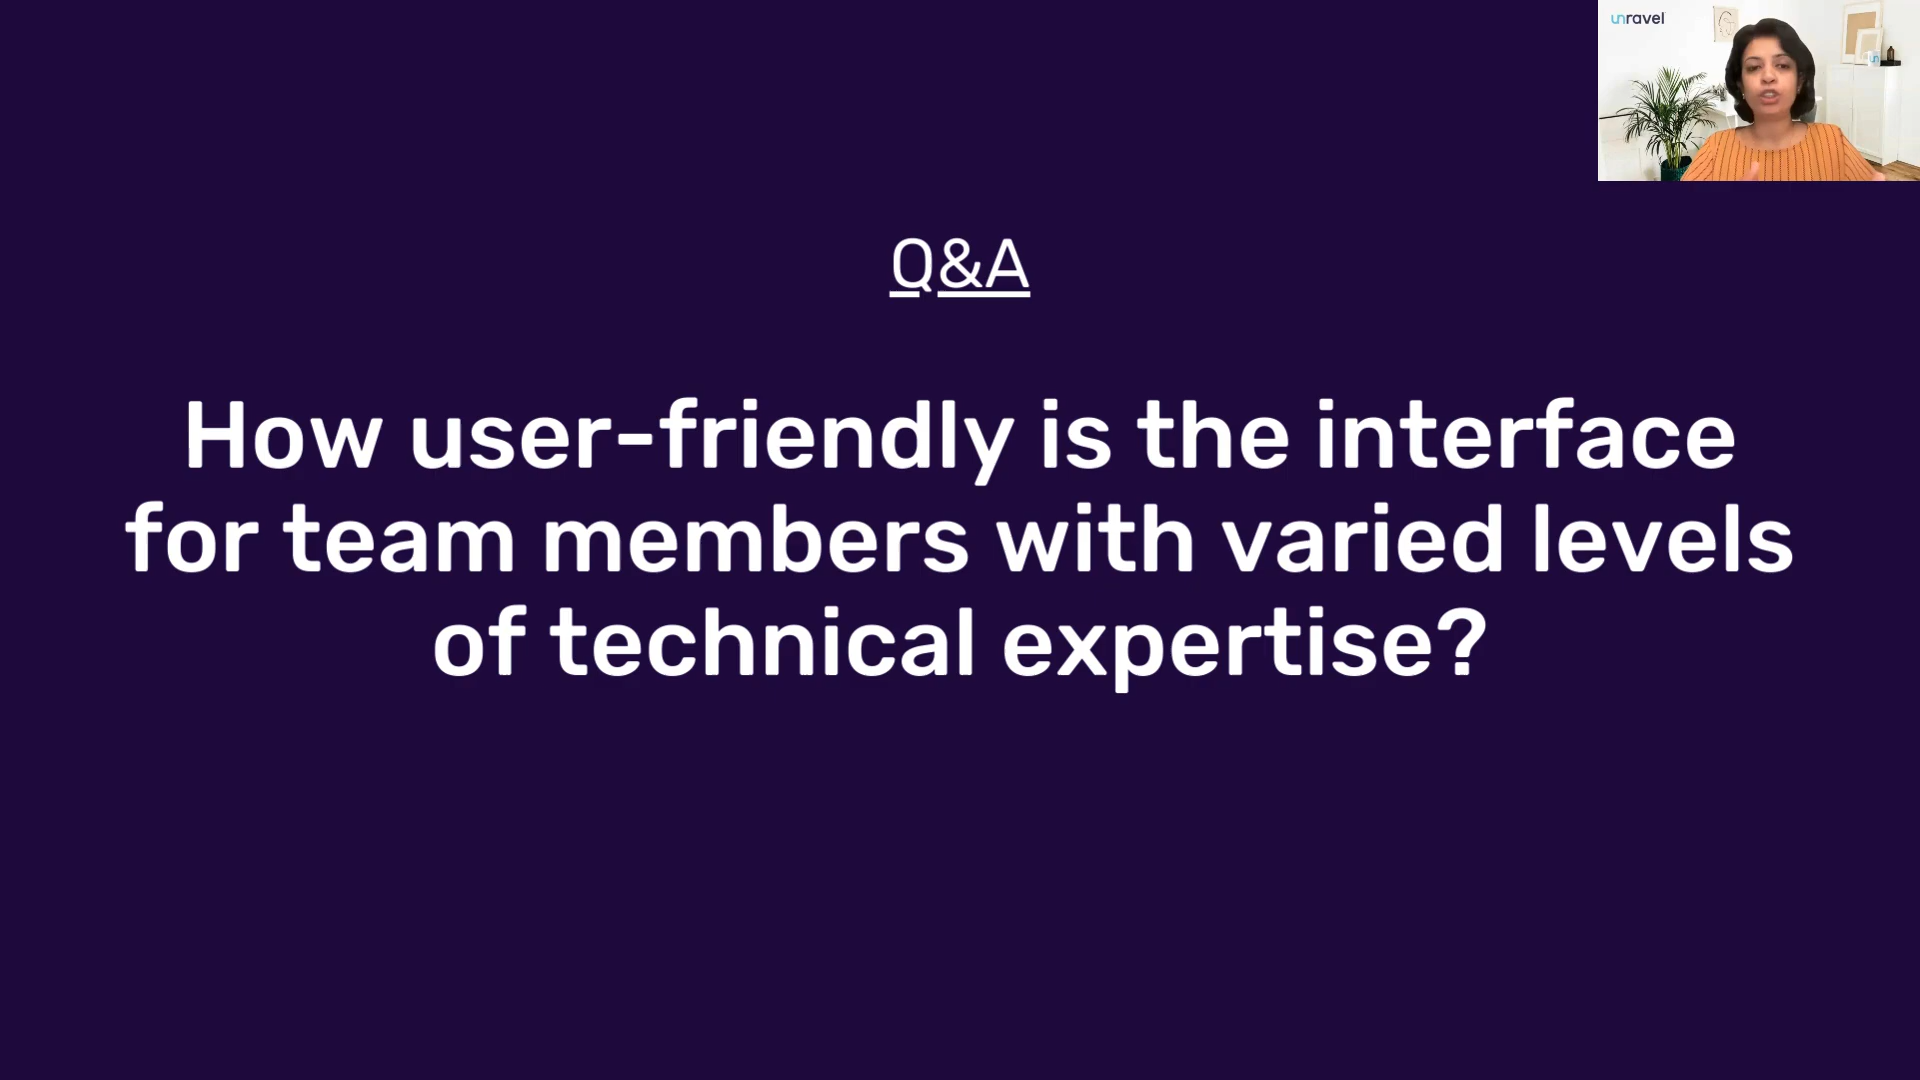 unravel
Q&A
How user-friendly is the interface
for team members with varied levels
of technical expertise?